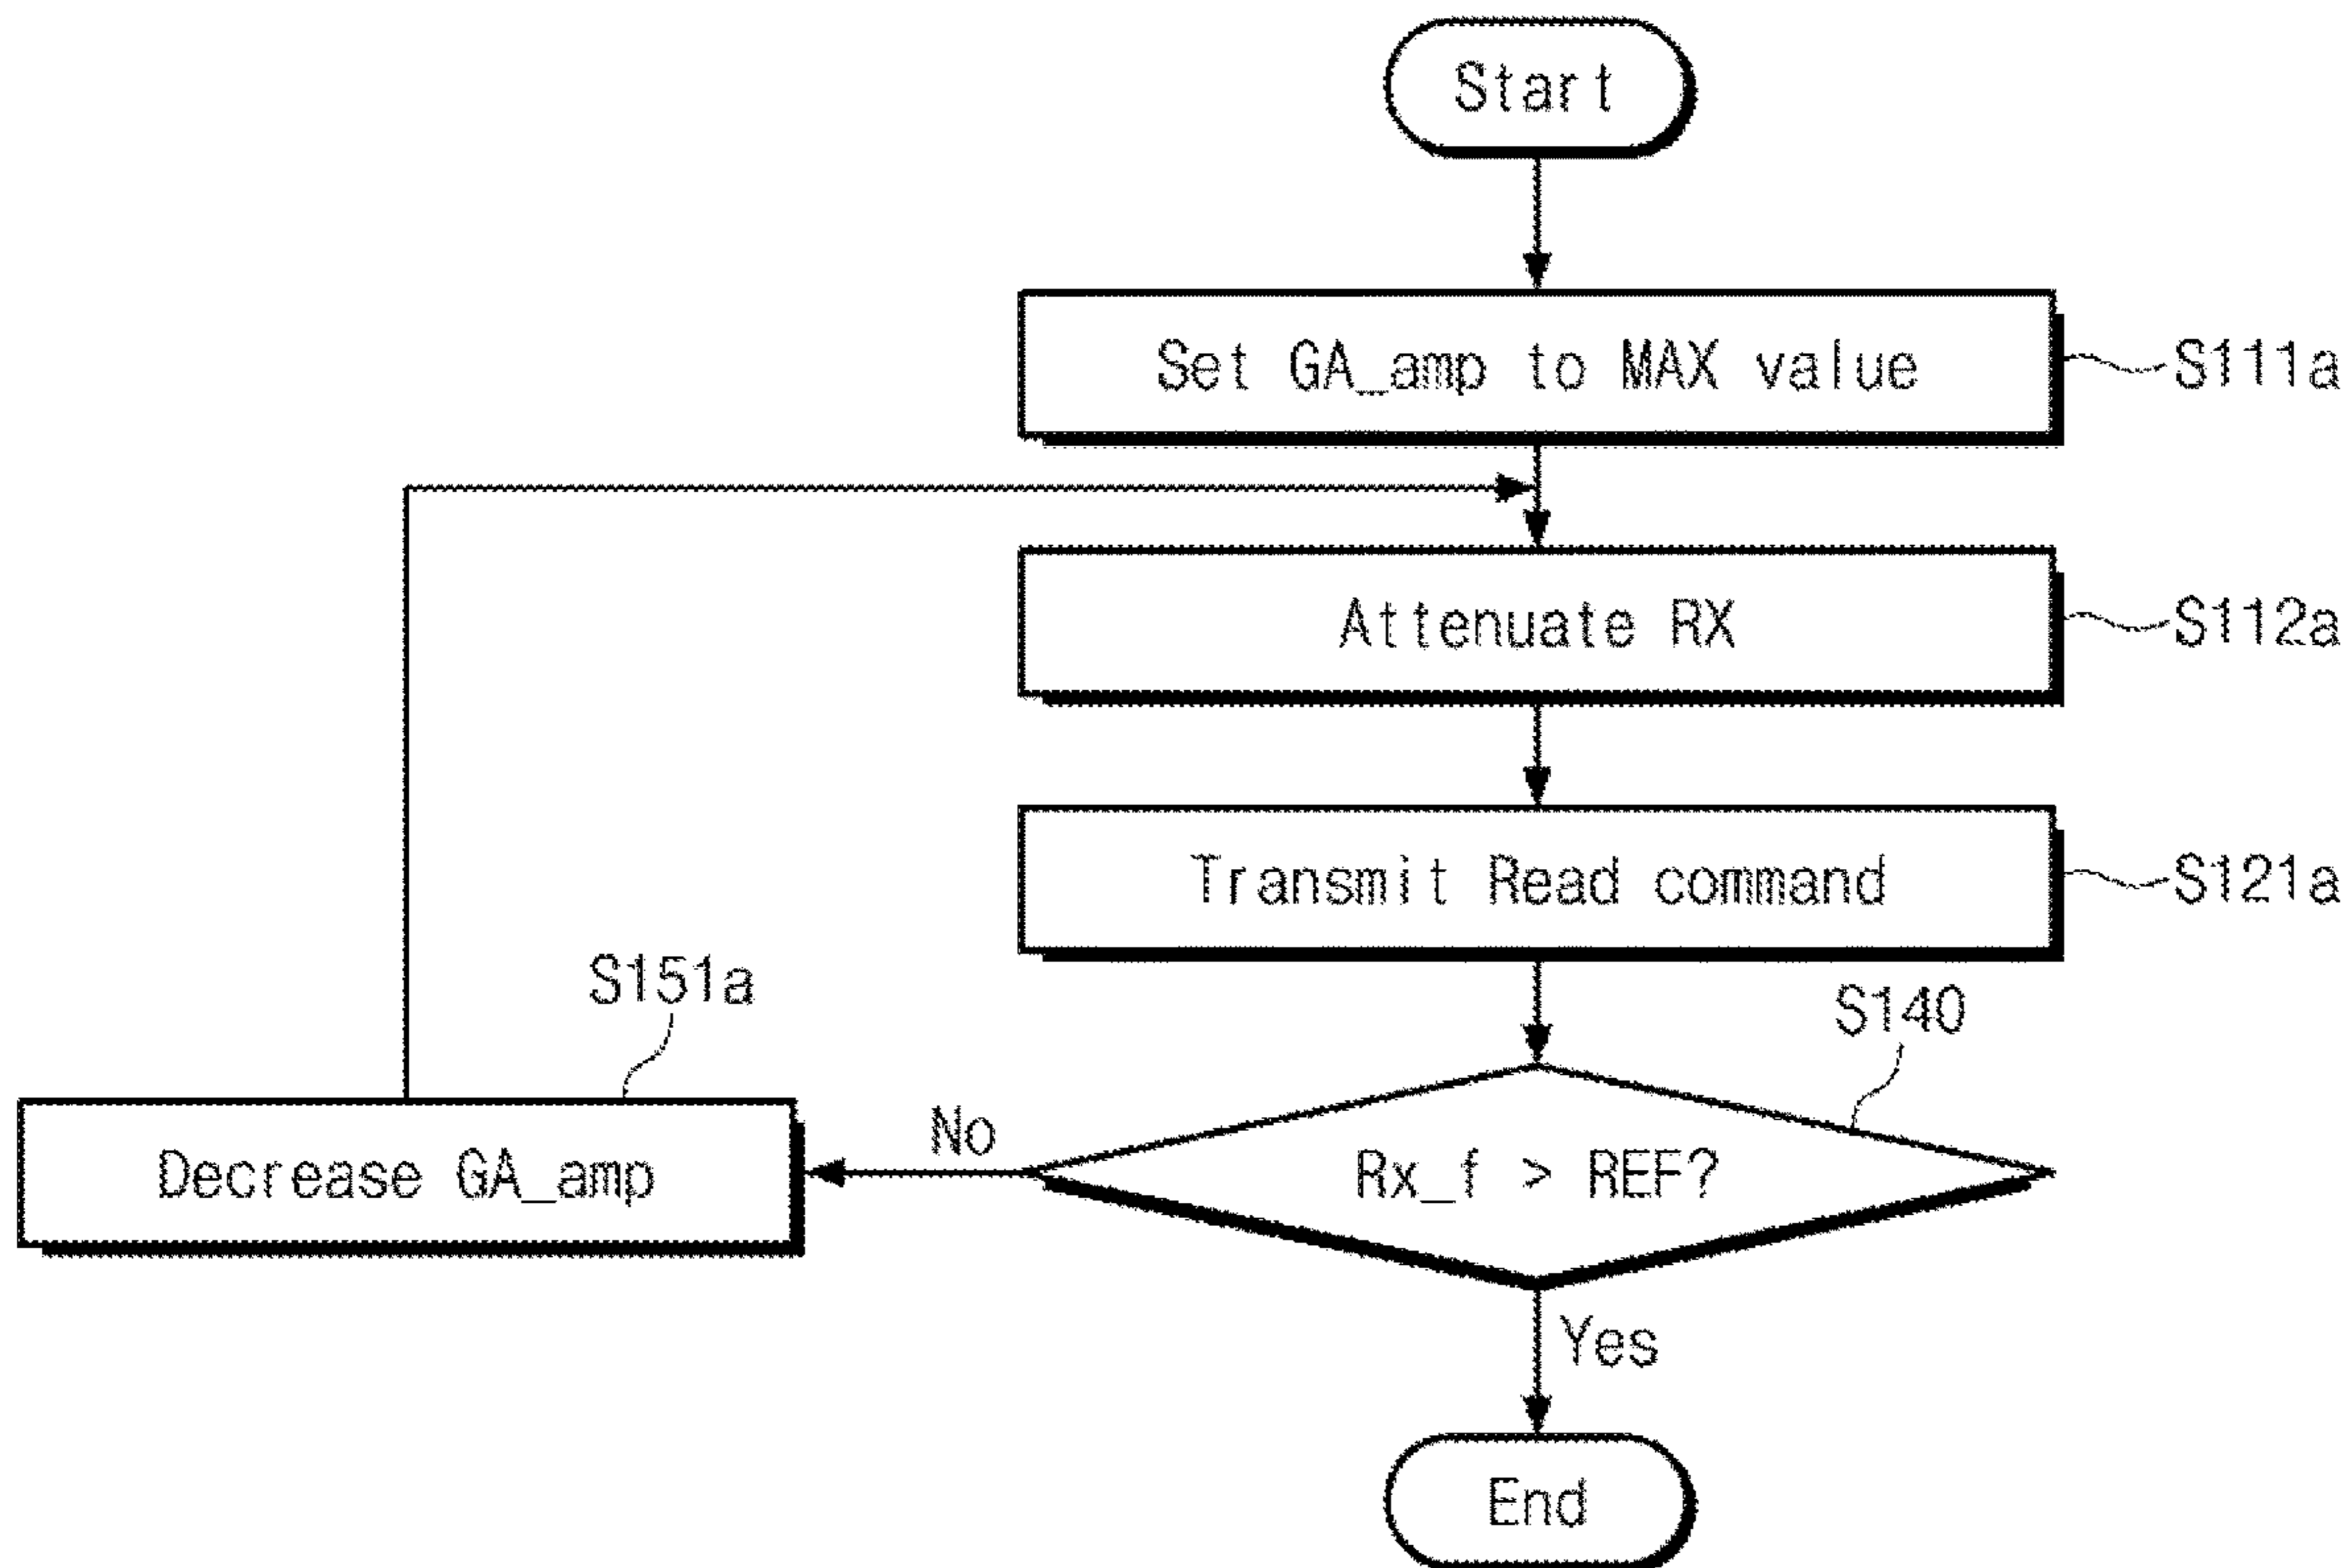 Start
Set GA_amp to MAX value
S111a
Attenuate RX
S112a
Transmit Read command
S121a
S151a
S140
Decrease GA_amp
No
Rx_f > REF?
Yes
End